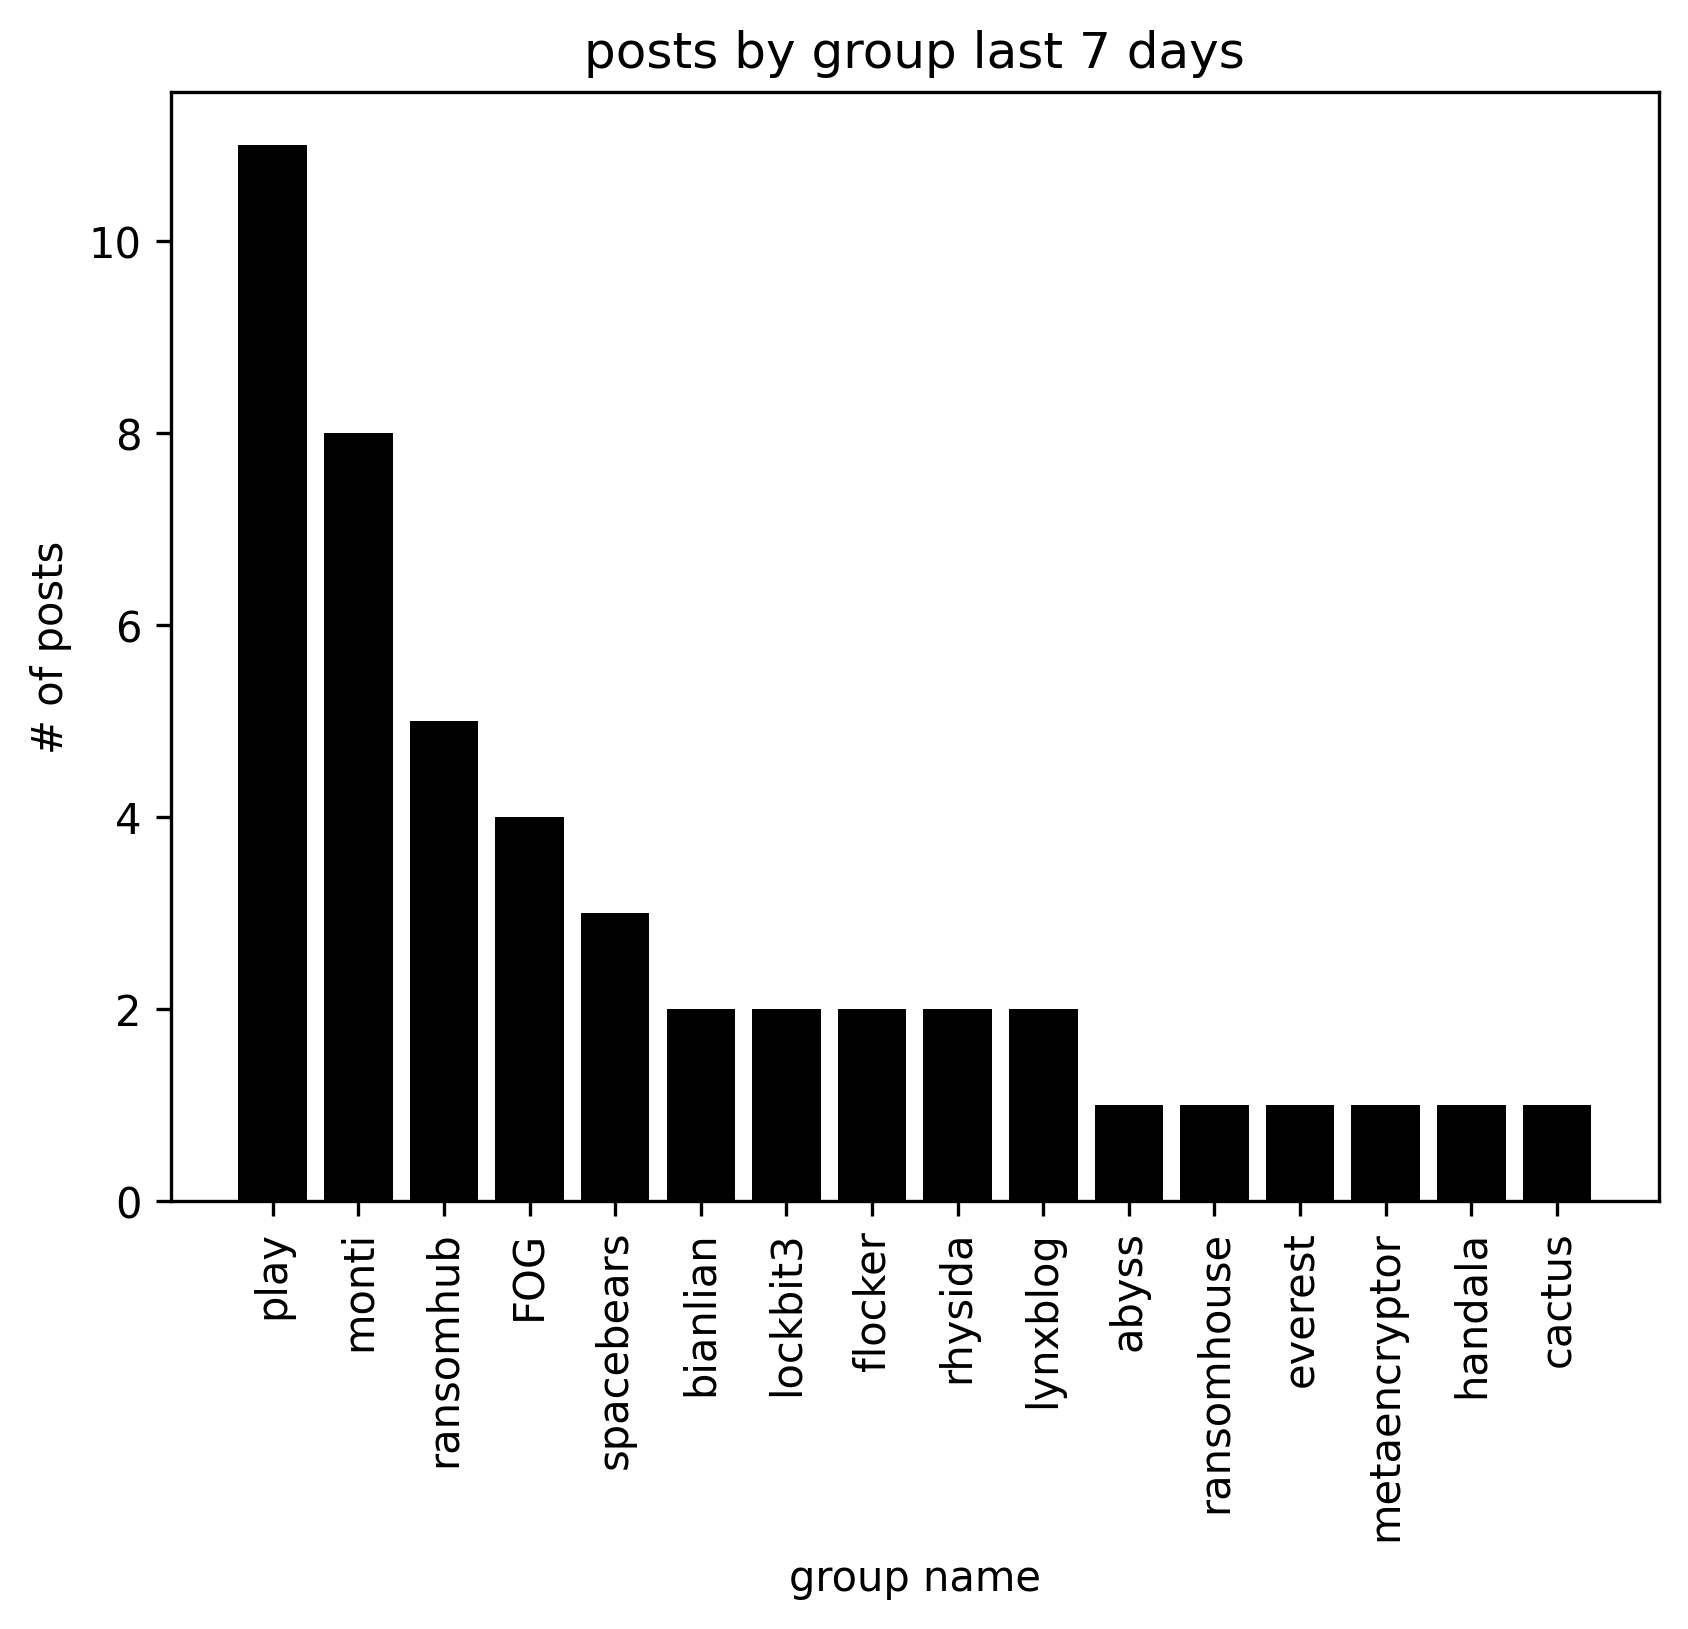 posts by group last 7 days
# of posts
10
8
6
4
2
0
play
monti
ransomhub
FOG
spacebears
bianlian
lockbit3
flocker
rhysida
lynxblog
abyss
ransomhouse
everest
metaencryptor
handala
cactus
group name